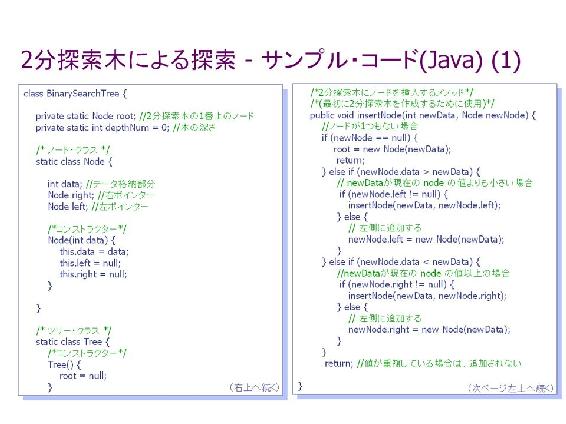 2分探索木による探索 - サンプル・コード(Java) (1)
class BinarySearchTree {
private static Node root; //2分探索木の1番上のノード
private static int depthNum = 0; //木の深さ
/* ノード・クラス */
static class Node {
int data; //データ格納部分
Node right; //右ポインター
Node left; //左ポインター
/*コンストラクター*/
Node(int data) {
this.data = data;
this.left = null;
this.right = null;
}
}
/* ツリー・クラス */
static class Tree {
/*コンストラクター*/
Tree() {
root = null;
}
(右上へ続く)
/*2分探索木にノードを挿入するメソッド*/
/*(最初に2分探索木を作成するために使用)*/
public void insertNode(int newData, Node newNode) {
//ノードが1つもない場合
if (newNode == null) {
root = new Node(newData);
return;
} else if (newNode.data > newData) {
// newDataが現在の node の値よりも小さい場合
if (newNode.left != null) {
insertNode(newData, newNode.left);
} else {
// 左側に追加する
newNode.left = new Node(newData);
}
} else if (newNode.data < newData) {
//newDataが現在の node の値以上の場合
if (newNode.right != null) {
insertNode(newData, newNode.right);
} else {
// 左側に追加する
newNode.right = new Node(newData);
}
}
return; //値が重複している場合は、追加されない
}
(次ページ左上へ続く)